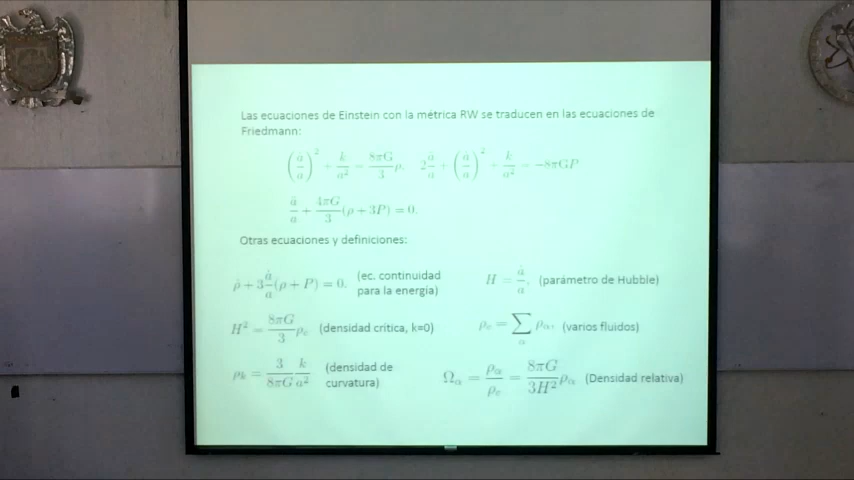 Las ecuaciones de Einstein con la métrica RW se traducen en las ecuaciones de
Friedmann:
(ȧ/a)² + k/a² = 8πG/3 ρ,   2ä/a + (ȧ/a)² + k/a² = −8πGP
ä/a + 4πG/3 (ρ + 3P) = 0.
Otras ecuaciones y definiciones:
ρ̇ + 3ȧ/a (ρ + P) = 0. (ec. continuidad para la energía)
H = ȧ/a, (parámetro de Hubble)
H² = 8πG/3 ρc (densidad crítica, k=0)
ρc = ∑α ρα, (varios fluidos)
ρk = 3/8πG k/a² (densidad de curvatura)
Ωα = ρα/ρc = 8πG/3H² ρα (Densidad relativa)